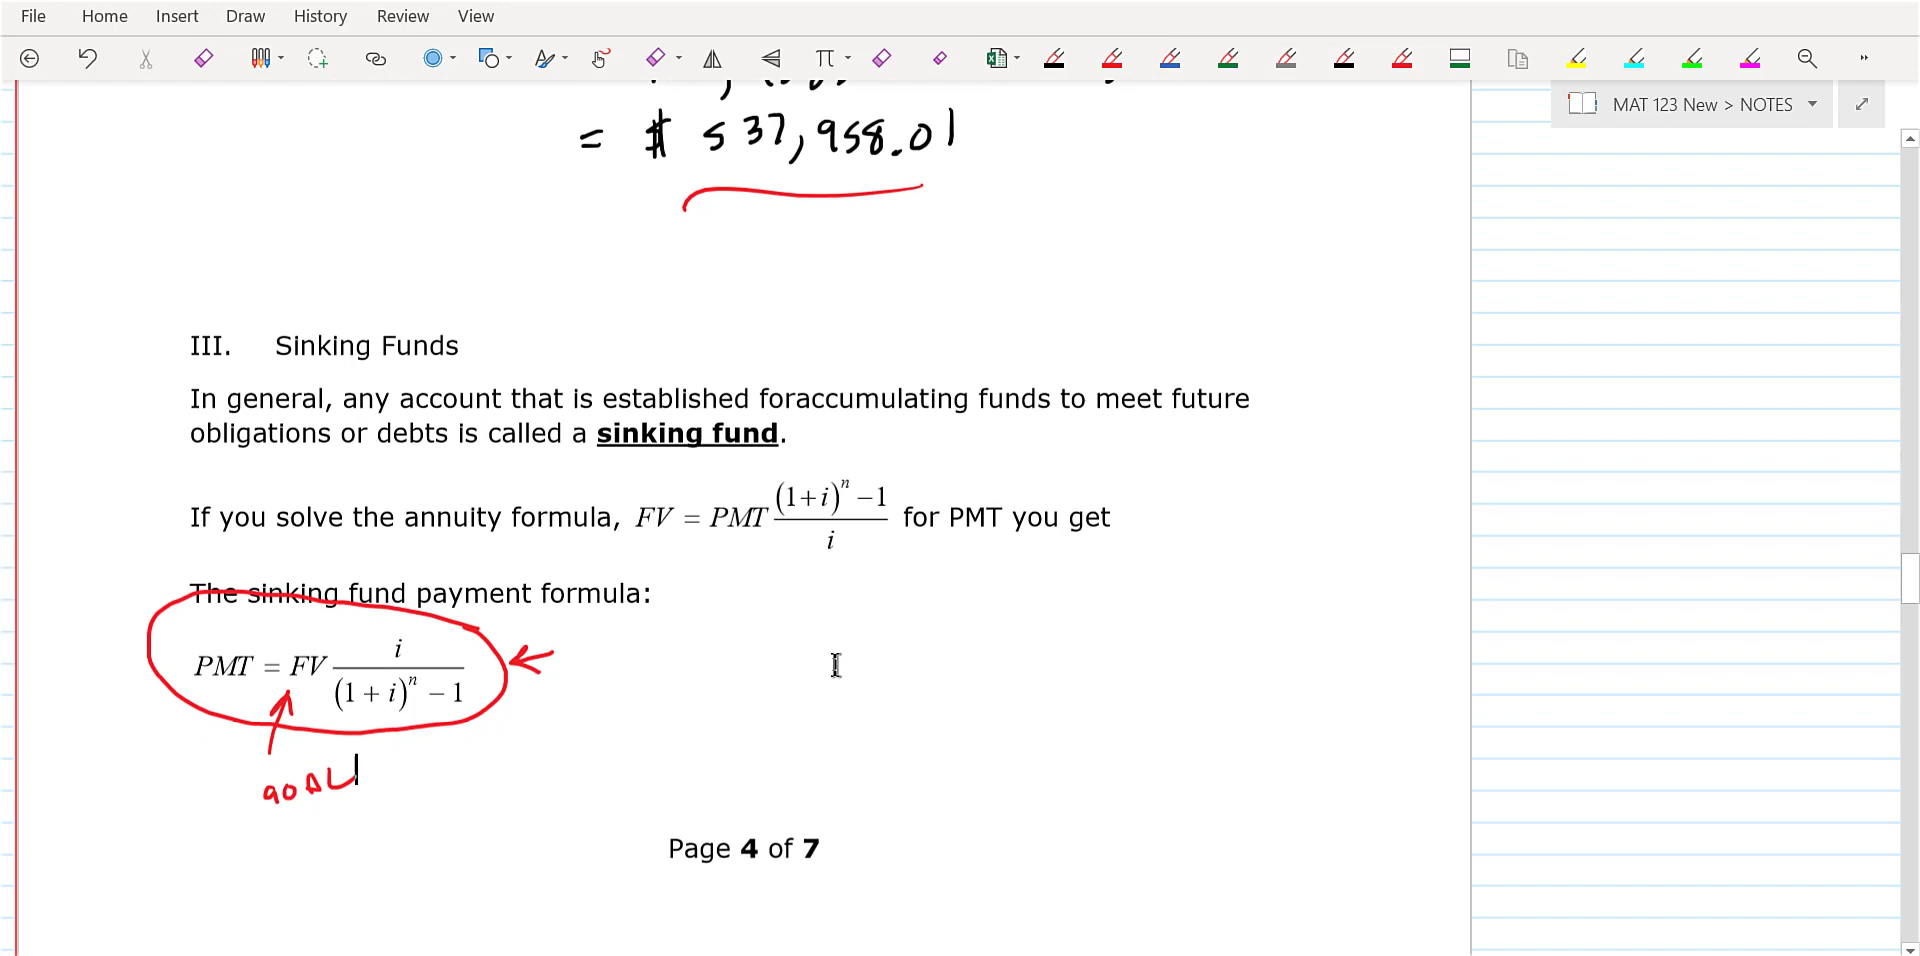 File Home Insert Draw History Review View
MAT 123 New > NOTES
= $ 537,958.01
III. Sinking Funds
In general, any account that is established foraccumulating funds to meet future
obligations or debts is called a sinking fund.
If you solve the annuity formula, FV = PMT ((1+i)^n −1)/i for PMT you get
The sinking fund payment formula:
PMT = FV i/((1 + i)^n − 1)
GOAL
Page 4 of 7